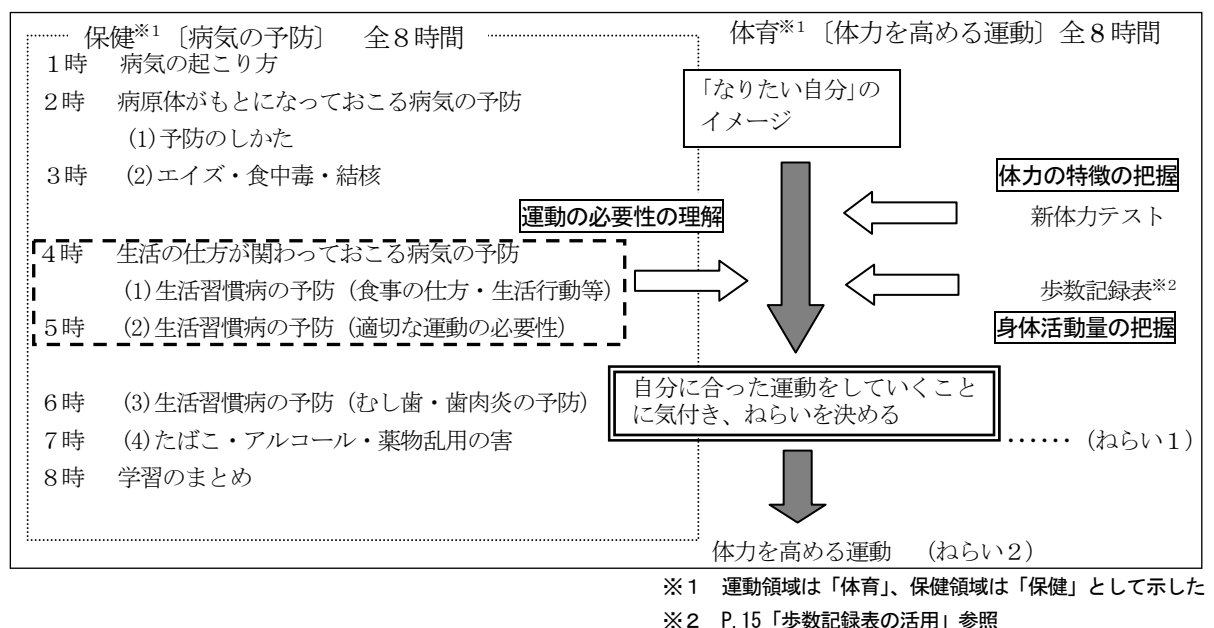 保健※1〔病気の予防〕 全８時間
１時 病気の起こり方
２時 病原体がもとになっておこる病気の予防
(1)予防のしかた
３時 (2)エイズ・食中毒・結核
４時 生活の仕方が関わっておこる病気の予防
(1)生活習慣病の予防（食事の仕方・生活行動等）
５時 (2)生活習慣病の予防（適切な運動の必要性）
６時 (3)生活習慣病の予防（むし歯・歯肉炎の予防）
７時 (4)たばこ・アルコール・薬物乱用の害
８時 学習のまとめ
運動の必要性の理解
体育※1〔体力を高める運動〕全８時間
「なりたい自分」の
イメージ
体力の特徴の把握
新体力テスト
歩数記録表※2
身体活動量の把握
自分に合った運動をしていくこと
に気付き、ねらいを決める
……（ねらい１）
体力を高める運動 （ねらい２）
※１ 運動領域は「体育」、保健領域は「保健」として示した
※２ P.15「歩数記録表の活用」参照